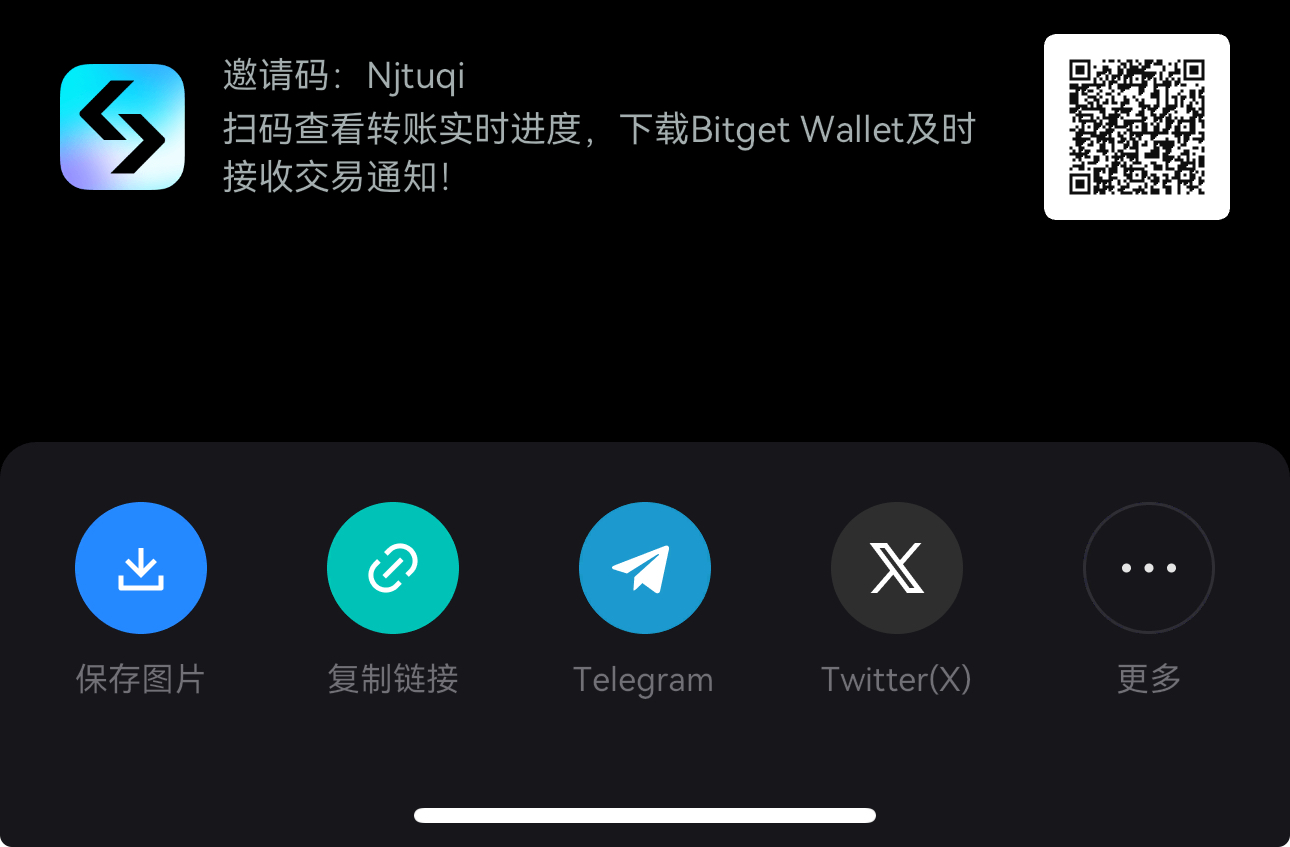 邀请码：Njtuqi
扫码查看转账实时进度，下载Bitget Wallet及时
接收交易通知！
保存图片
复制链接
Telegram
Twitter(X)
更多